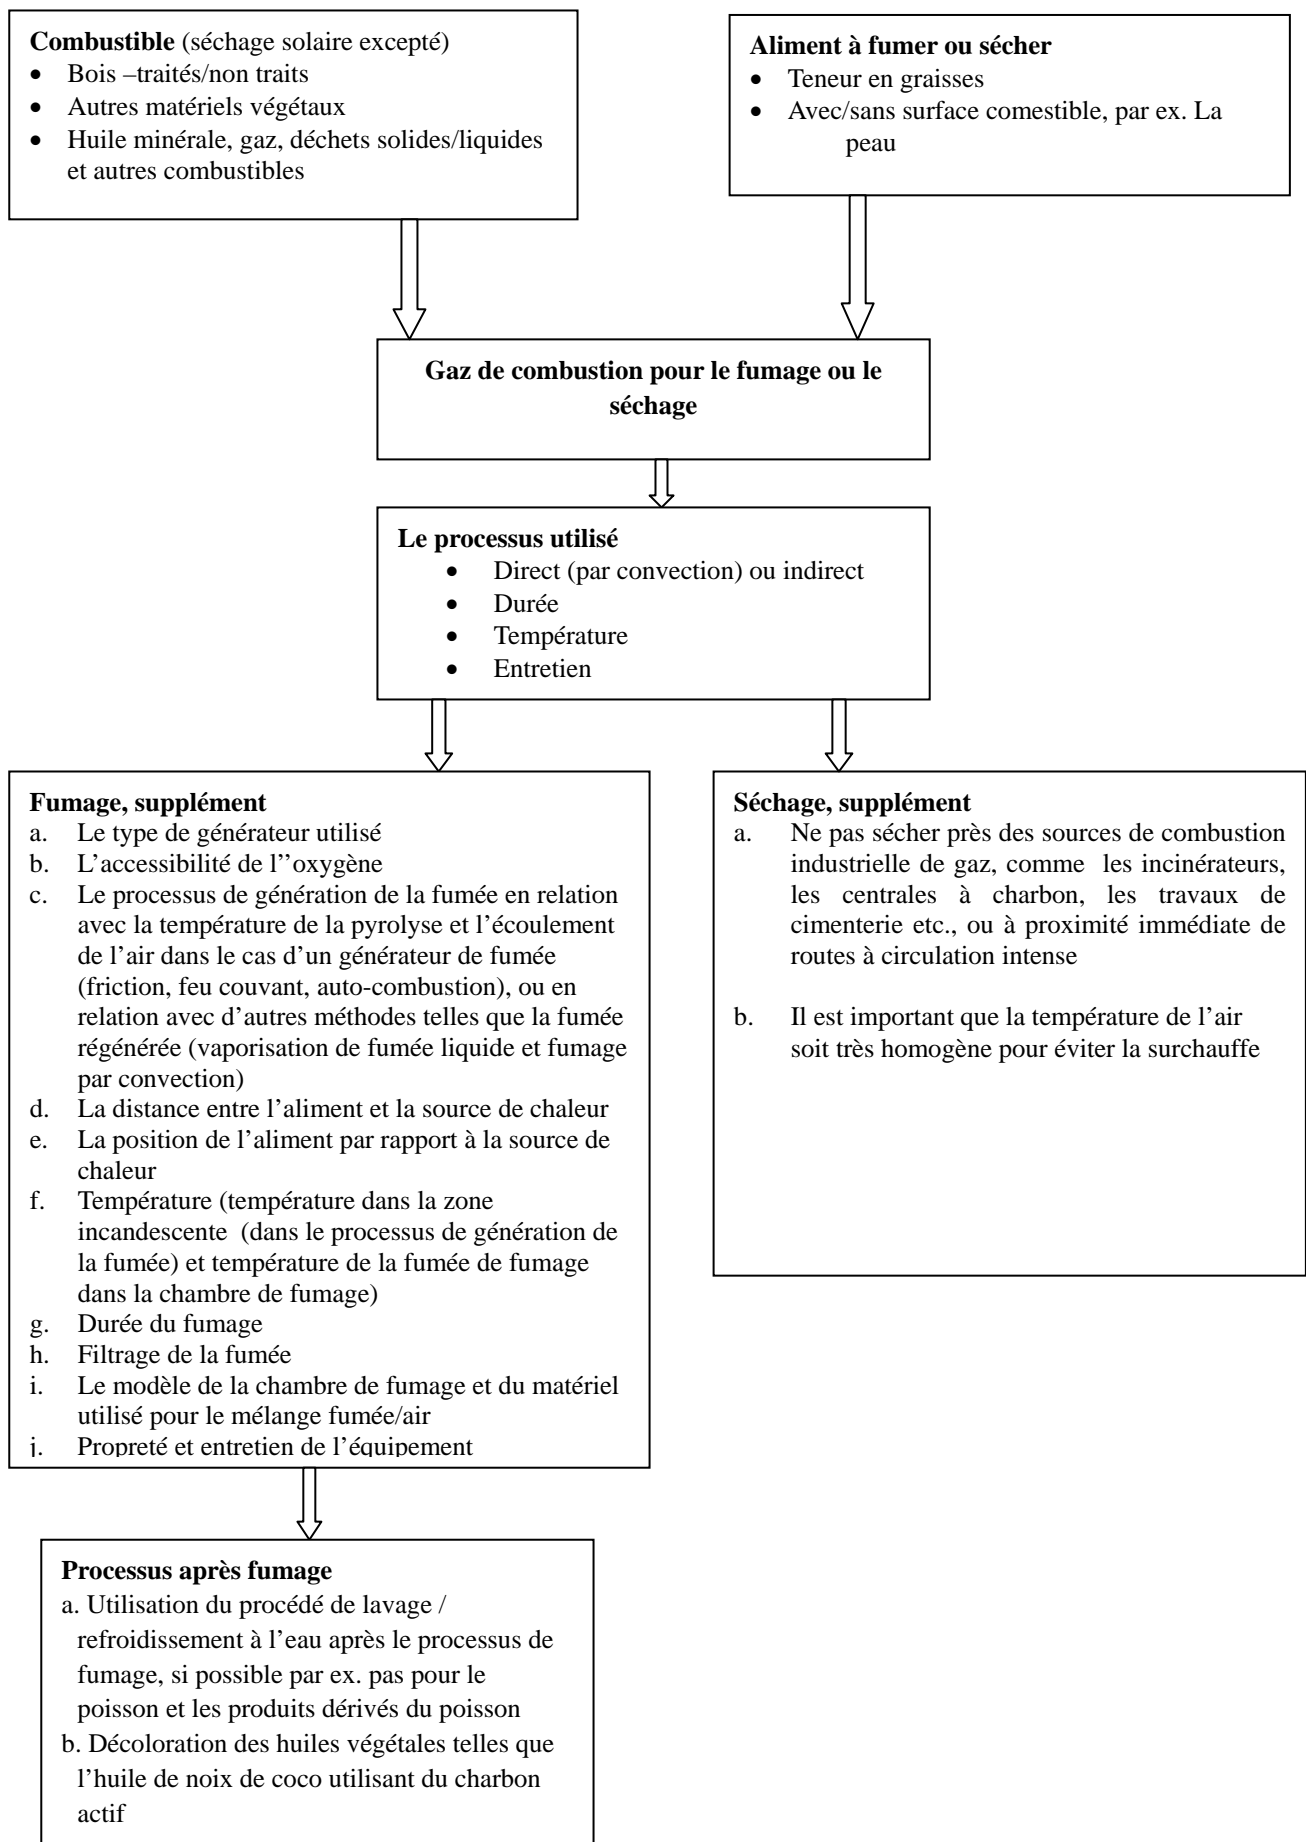 Combustible (séchage solaire excepté)
• Bois –traités/non traits
• Autres matériels végétaux
• Huile minérale, gaz, déchets solides/liquides
et autres combustibles
Aliment à fumer ou sécher
• Teneur en graisses
• Avec/sans surface comestible, par ex. La
peau
Gaz de combustion pour le fumage ou le
séchage
Le processus utilisé
• Direct (par convection) ou indirect
• Durée
• Température
• Entretien
Fumage, supplément
a. Le type de générateur utilisé
b. L’accessibilité de l’’oxygène
c. Le processus de génération de la fumée en relation
avec la température de la pyrolyse et l’écoulement
de l’air dans le cas d’un générateur de fumée
(friction, feu couvant, auto-combustion), ou en
relation avec d’autres méthodes telles que la fumée
régénérée (vaporisation de fumée liquide et fumage
par convection)
d. La distance entre l’aliment et la source de chaleur
e. La position de l’aliment par rapport à la source de
chaleur
f. Température (température dans la zone
incandescente (dans le processus de génération de
la fumée) et température de la fumée de fumage
dans la chambre de fumage)
g. Durée du fumage
h. Filtrage de la fumée
i. Le modèle de la chambre de fumage et du matériel
utilisé pour le mélange fumée/air
j. Propreté et entretien de l’équipement
Séchage, supplément
a. Ne pas sécher près des sources de combustion
industrielle de gaz, comme les incinérateurs,
les centrales à charbon, les travaux de
cimenterie etc., ou à proximité immédiate de
routes à circulation intense
b. Il est important que la température de l’air
soit très homogène pour éviter la surchauffe
Processus après fumage
a. Utilisation du procédé de lavage /
refroidissement à l’eau après le processus de
fumage, si possible par ex. pas pour le
poisson et les produits dérivés du poisson
b. Décoloration des huiles végétales telles que
l’huile de noix de coco utilisant du charbon
actif